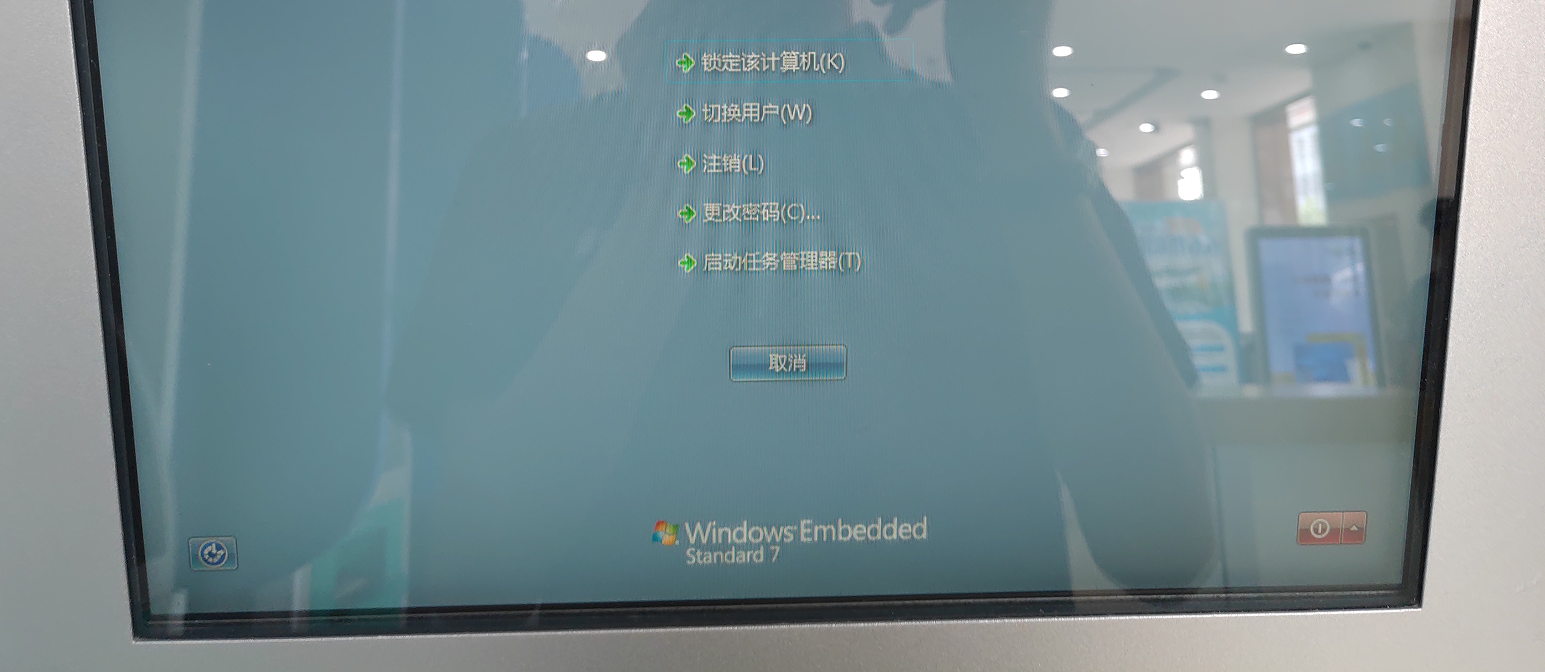 锁定该计算机(K)
切换用户(W)
注销(L)
更改密码(C)...
启动任务管理器(T)
取消
Windows Embedded
Standard 7